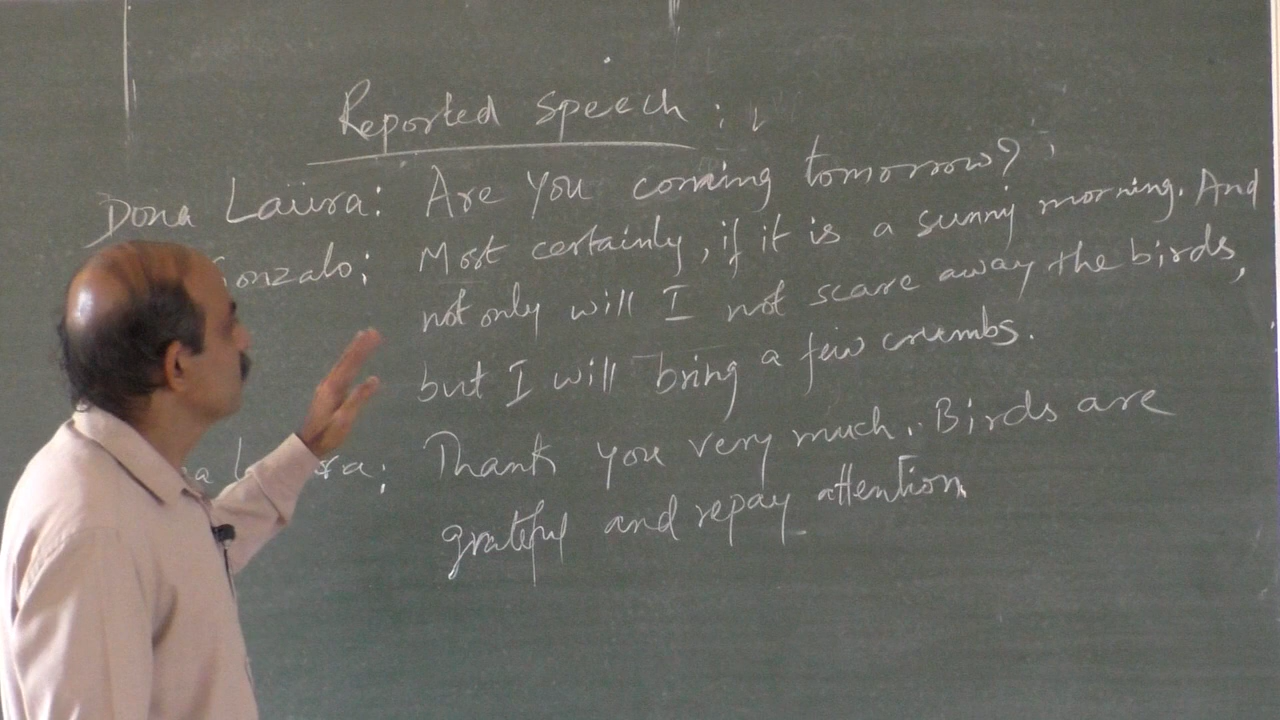 Reported Speech :
Dona Laura: Are you coming tomorrow?
Gonzalo: Most certainly, if it is a sunny morning. And
not only will I not scare away the birds,
but I will bring a few crumbs.
Thank you very much. Birds are
grateful and repay attention.